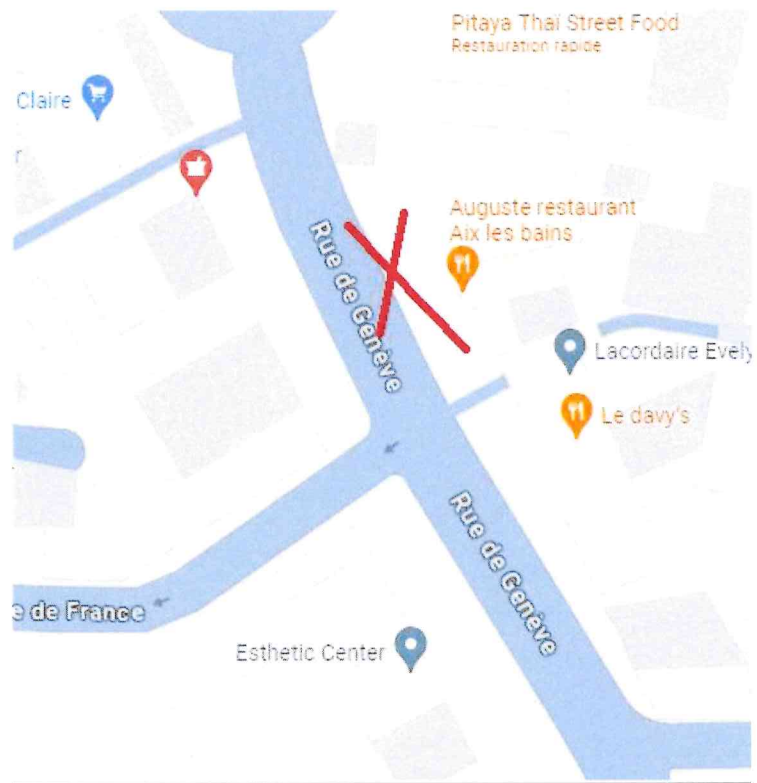 Pitaya Thaï Street Food
Restauration rapide
Claire
r
Auguste restaurant
Aix les bains
Rue de Genève
Lacordaire Evely
Le davy's
Rue de Genève
e de France
Esthetic Center